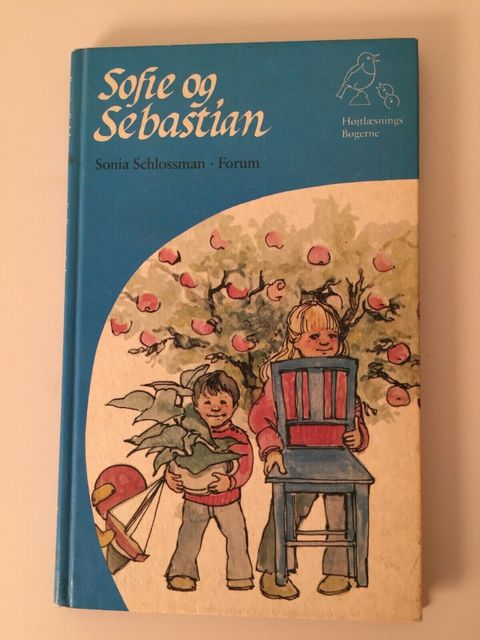 Sofie og
Sebastian
Sonia Schlossman · Forum
Højtlæsnings
Bøgerne